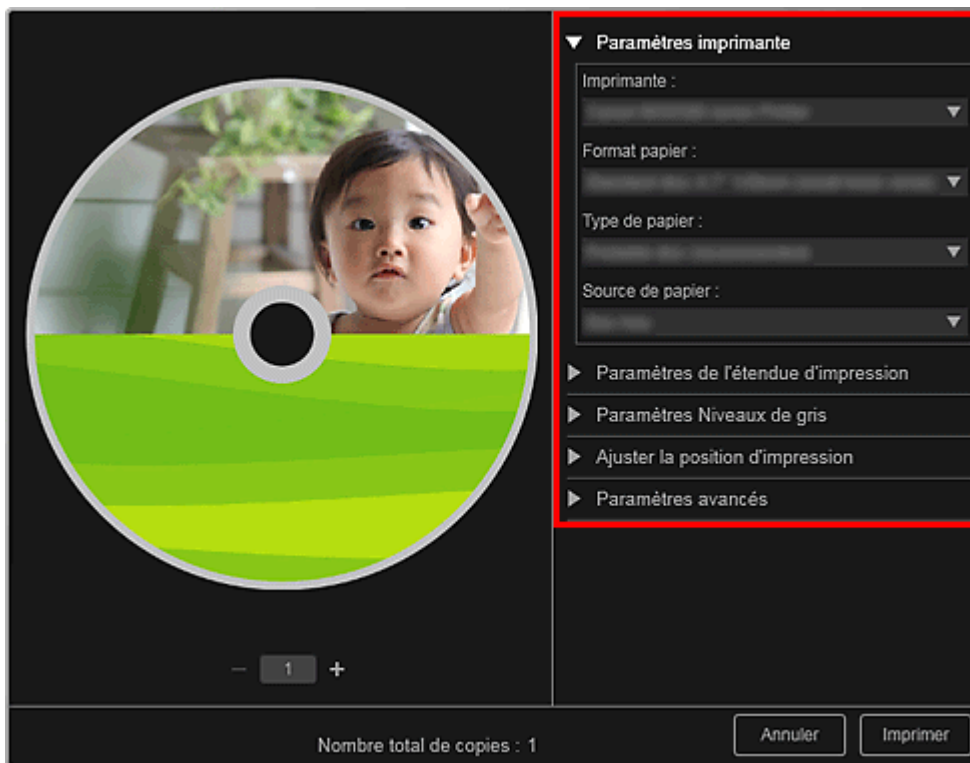 Paramètres imprimante
Imprimante :
Format papier :
Type de papier :
Source de papier :
Paramètres de l'étendue d'impression
Paramètres Niveaux de gris
Ajuster la position d'impression
Paramètres avancés
1
Nombre total de copies : 1
Annuler
Imprimer